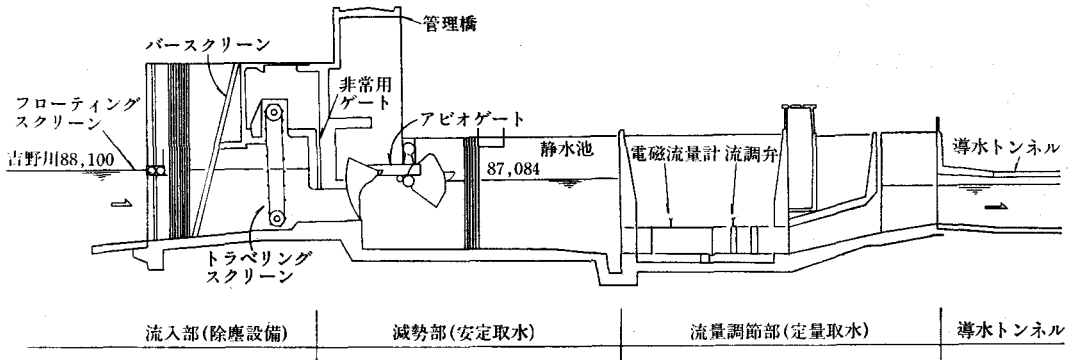 管理橋
バースクリーン
非常用
ゲート
フローティング
スクリーン
アビオゲート
吉野川88,100
静水池
87,084
電磁流量計
流調弁
導水トンネル
トラベリング
スクリーン
流入部(除塵設備)
減勢部(安定取水)
流量調節部(定量取水)
導水トンネル